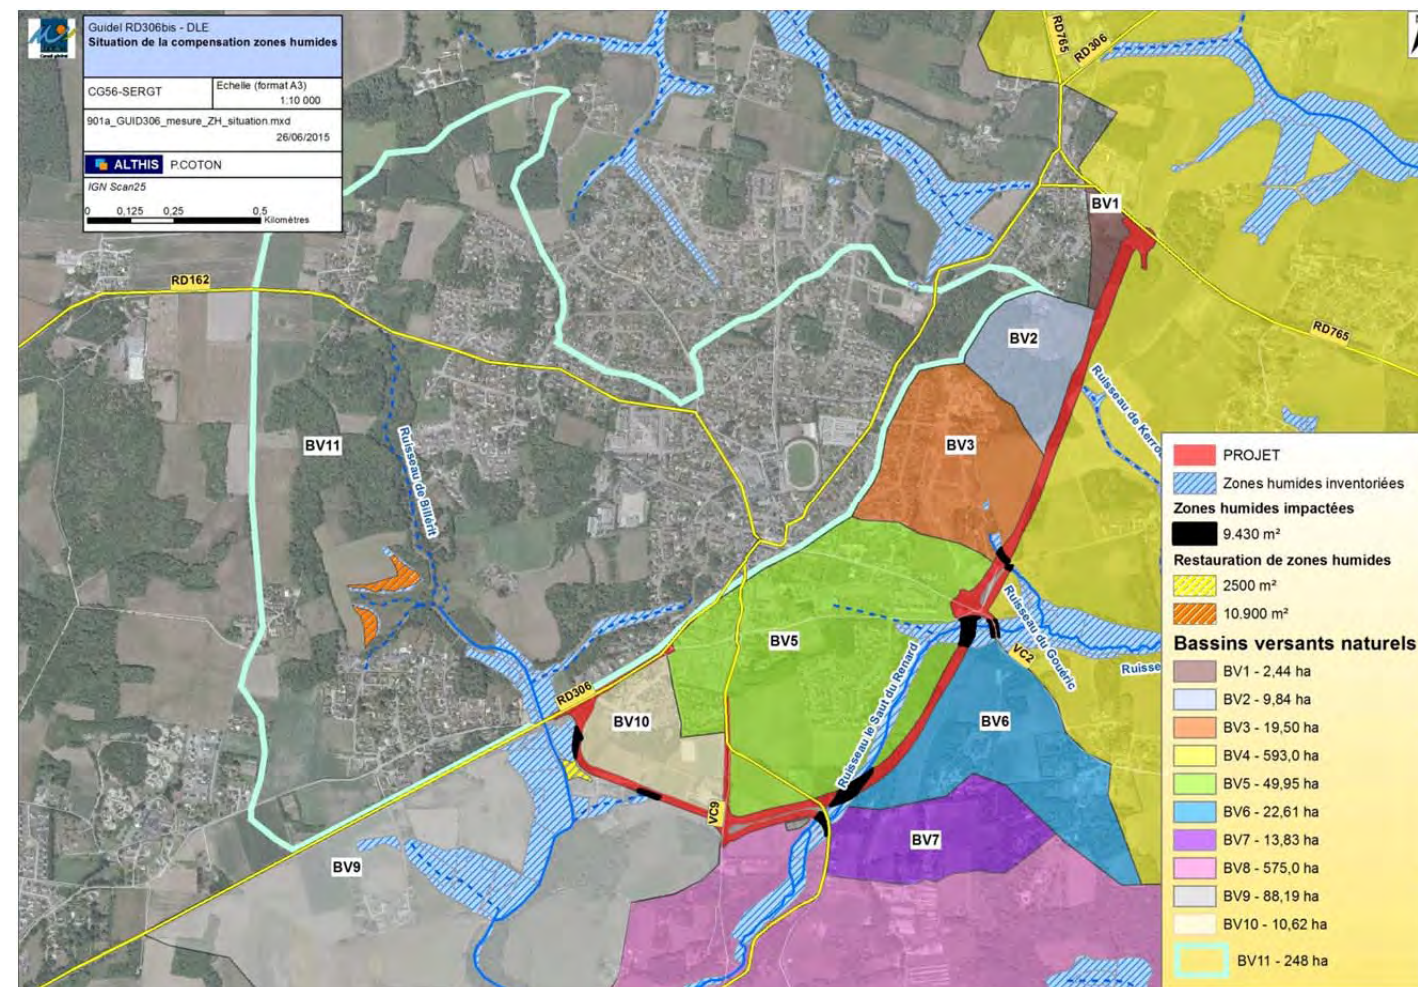 Guidel RD306bis - DLE
Situation de la compensation zones humides
CG56-SERGT
Echelle (format A3)
1:10 000
901a_GUID306_mesure_ZH_situation.mxd
26/06/2015
ALTHIS P.COTON
IGN Scan25
0 0,125 0,25 0,5
Kilomètres
RD765
RD306
BV1
RD162
BV2
RD765
Ruisseau de
BV11
Ruisseau de Billérit
BV3
Ruisseau du Gouéric
BV5
VC2
Ruisseau le Saut du Renard
RD306
BV10
BV6
VC9
BV7
BV9
PROJET
Zones humides inventoriées
Zones humides impactées
9.430 m²
Restauration de zones humides
2500 m²
10.900 m²
Bassins versants naturels
BV1 - 2,44 ha
BV2 - 9,84 ha
BV3 - 19,50 ha
BV4 - 593,0 ha
BV5 - 49,95 ha
BV6 - 22,61 ha
BV7 - 13,83 ha
BV8 - 575,0 ha
BV9 - 88,19 ha
BV10 - 10,62 ha
BV11 - 248 ha